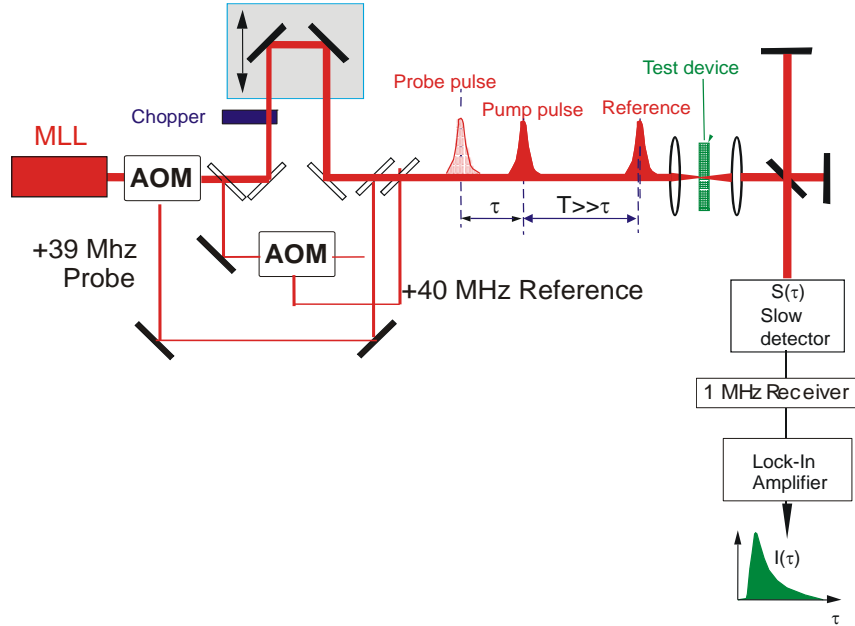 Test device
Probe pulse
Pump pulse
Reference
Chopper
MLL
AOM
τ
T>>τ
+39 Mhz
Probe
AOM
+40 MHz Reference
S(τ)
Slow
detector
1 MHz Receiver
Lock-In
Amplifier
I(τ)
τ